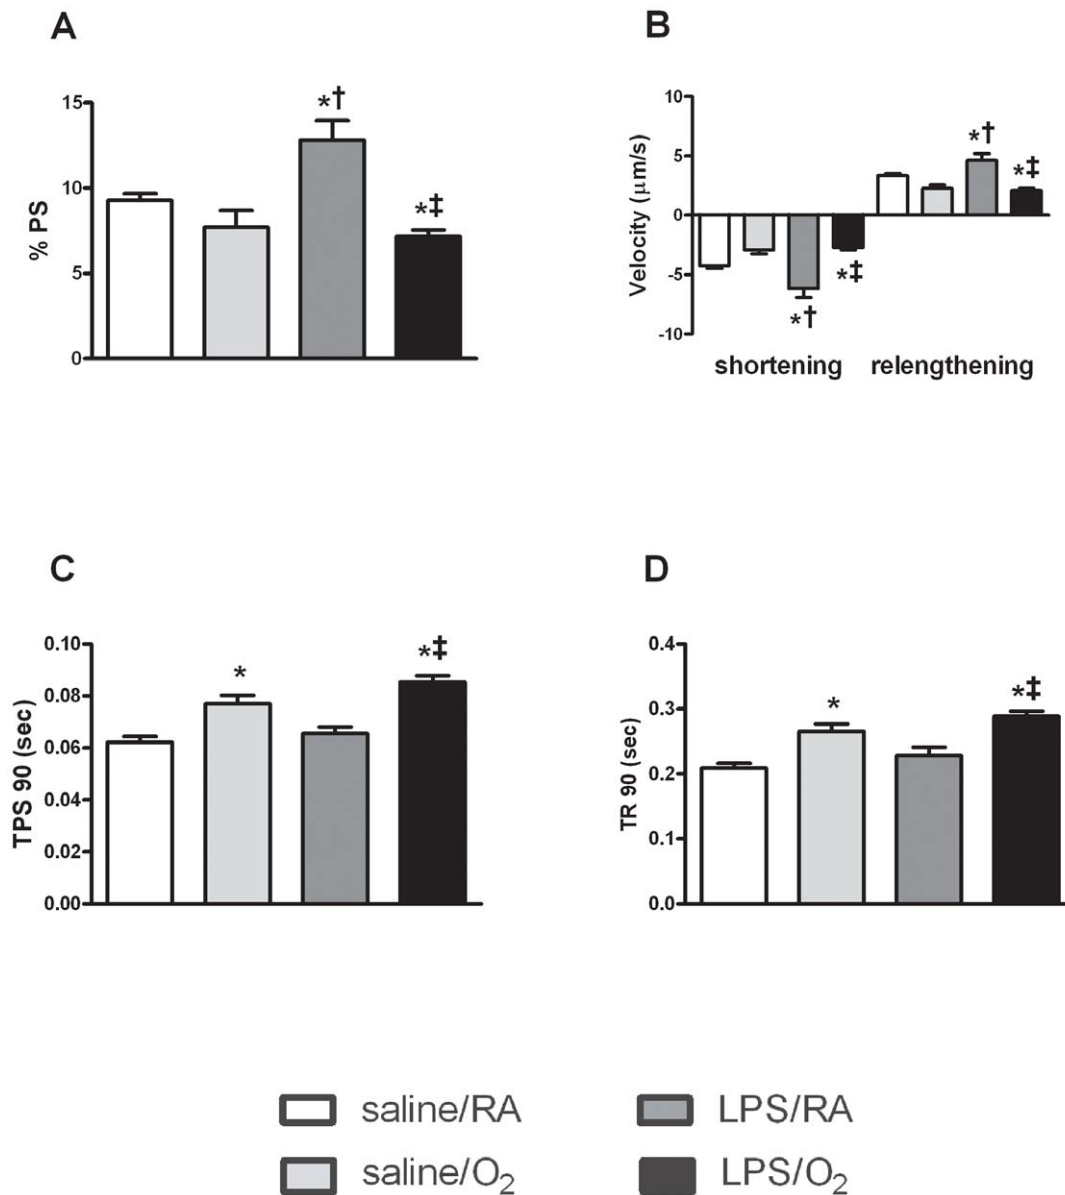 A
15
10
5
0
% PS
*†
*‡
B
10
5
0
-5
-10
Velocity (μm/s)
*†
*‡
*‡
*†
shortening relengthening
C
0.10
0.08
0.06
0.04
0.02
0.00
TPS 90 (sec)
*
*‡
D
0.4
0.3
0.2
0.1
0.0
TR 90 (sec)
*
*‡
saline/RA LPS/RA
saline/O₂ LPS/O₂